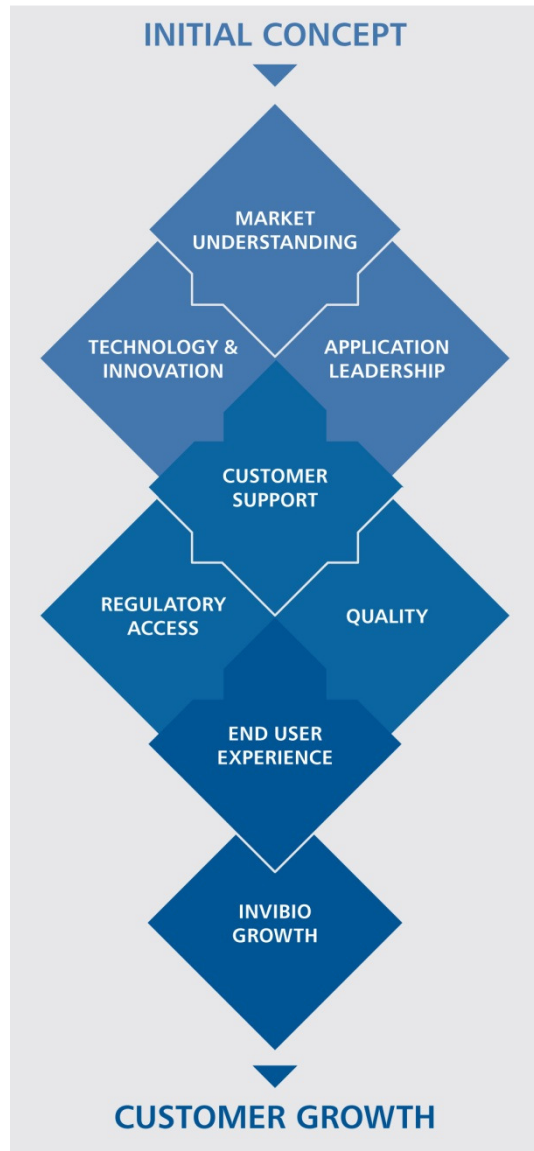 INITIAL CONCEPT
MARKET
UNDERSTANDING
TECHNOLOGY &
INNOVATION
APPLICATION
LEADERSHIP
CUSTOMER
SUPPORT
REGULATORY
ACCESS
QUALITY
END USER
EXPERIENCE
INVIBIO
GROWTH
CUSTOMER GROWTH